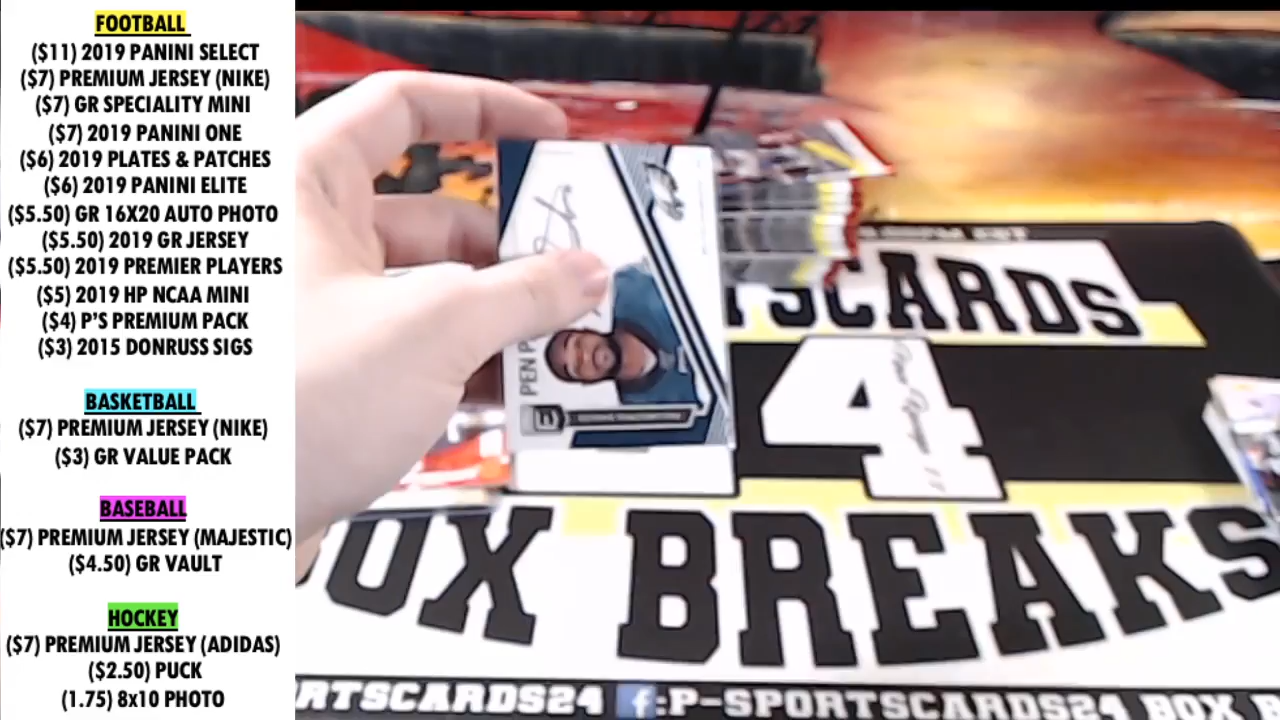 FOOTBALL
($11) 2019 PANINI SELECT
($7) PREMIUM JERSEY (NIKE)
($7) GR SPECIALITY MINI
($7) 2019 PANINI ONE
($6) 2019 PLATES & PATCHES
($6) 2019 PANINI ELITE
($5.50) GR 16X20 AUTO PHOTO
($5.50) 2019 GR JERSEY
($5.50) 2019 PREMIER PLAYERS
($5) 2019 HP NCAA MINI
($4) P'S PREMIUM PACK
($3) 2015 DONRUSS SIGS
BASKETBALL
($7) PREMIUM JERSEY (NIKE)
($3) GR VALUE PACK
BASEBALL
($7) PREMIUM JERSEY (MAJESTIC)
($4.50) GR VAULT
HOCKEY
($7) PREMIUM JERSEY (ADIDAS)
($2.50) PUCK
(1.75) 8x10 PHOTO
PEN P
TSCARDS
4
OX BREAKS
ORTSCARDS24 f:P-SPORTSCARDS24 BOX B